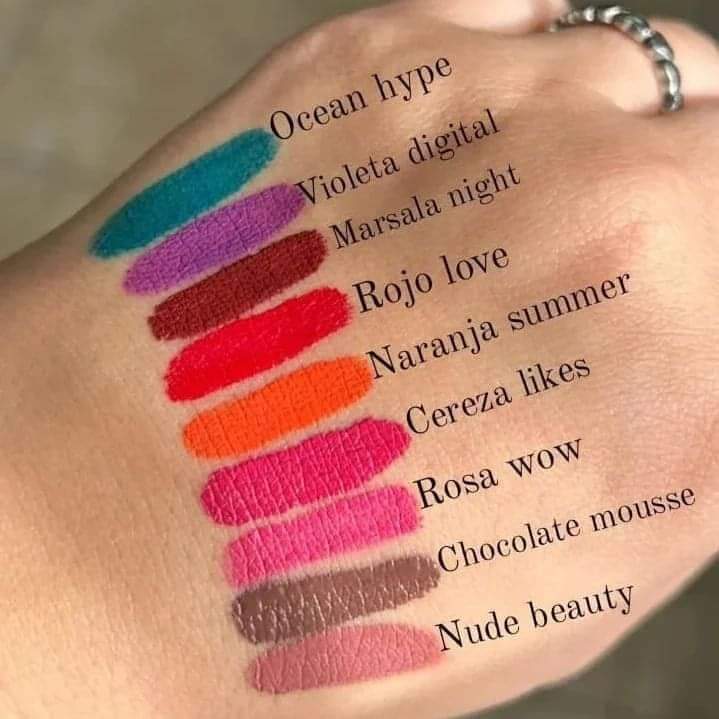 Ocean hype
Violeta digital
Marsala night
Rojo love
Naranja summer
Cereza likes
Rosa wow
Chocolate mousse
Nude beauty